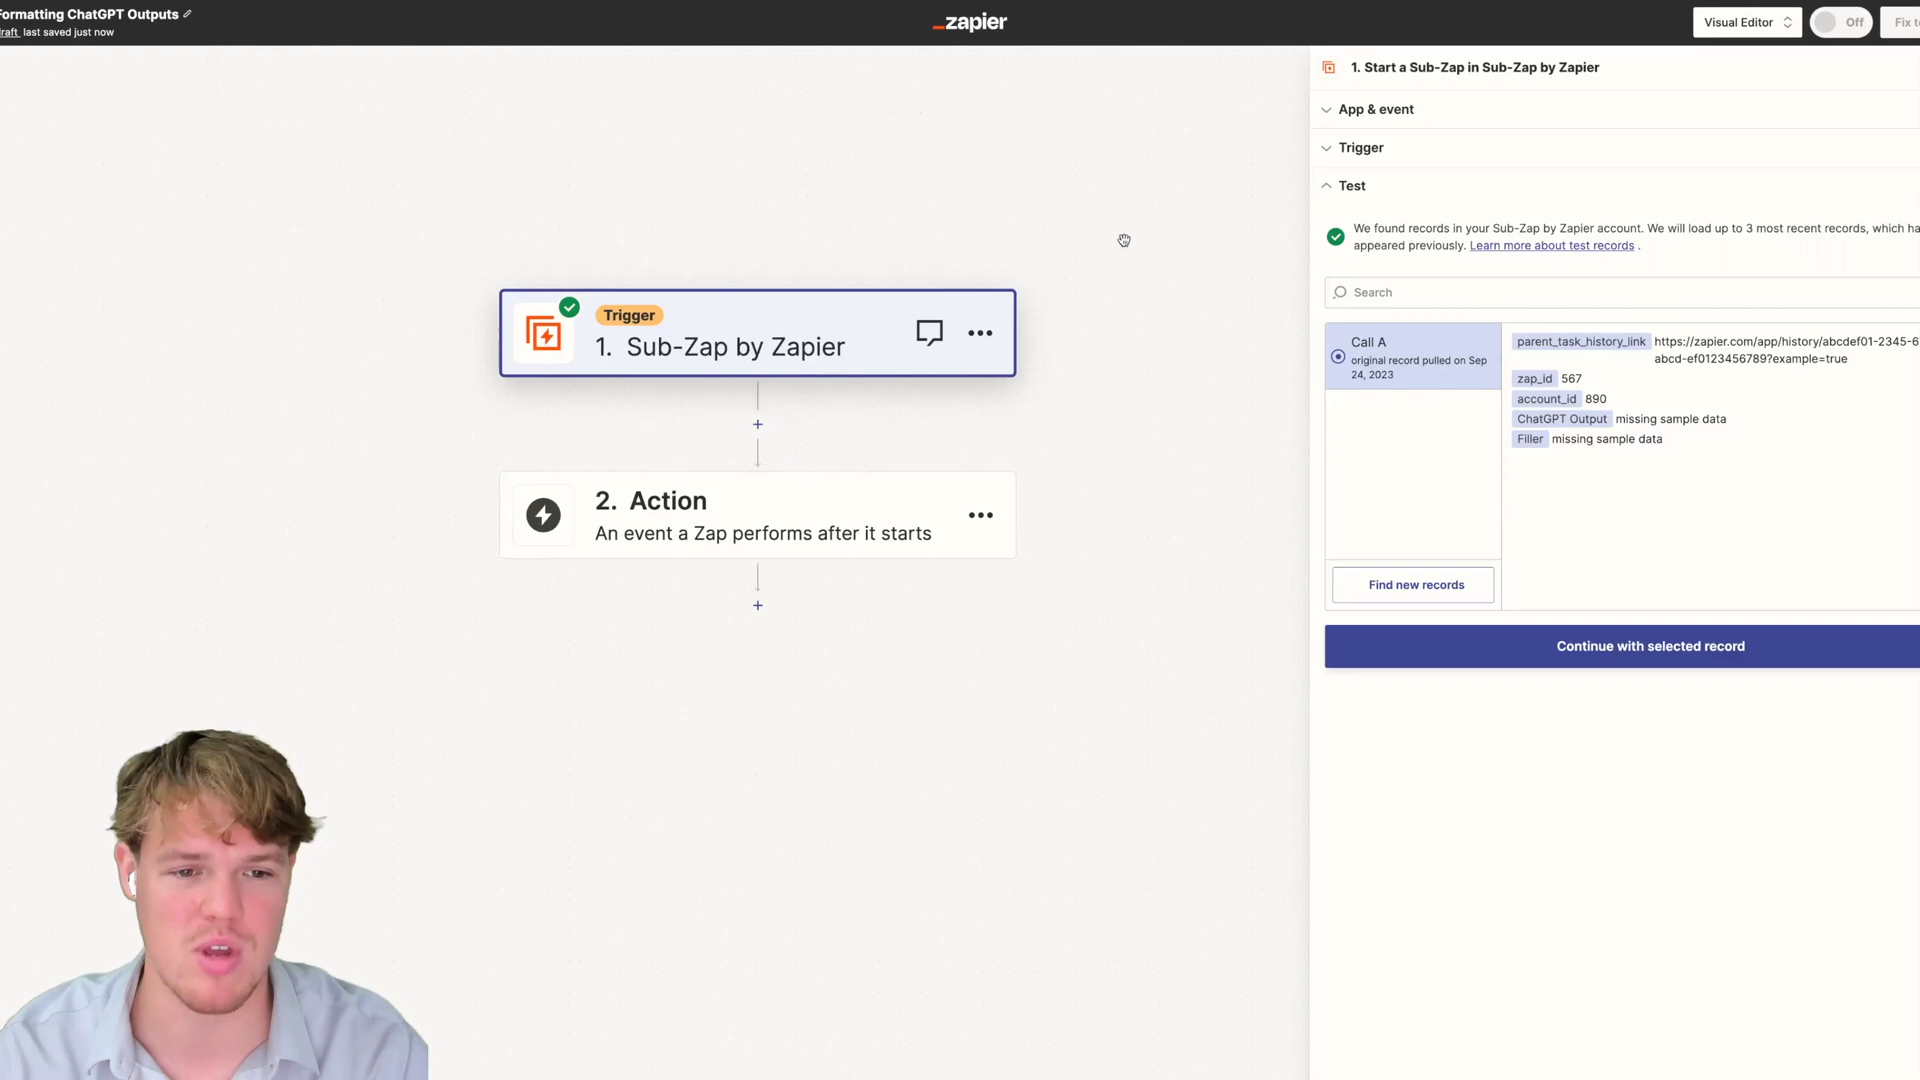 Formatting ChatGPT Outputs
draft last saved just now
zapier
Visual Editor
Off
Fix to
1. Start a Sub-Zap in Sub-Zap by Zapier
App & event
Trigger
Test
We found records in your Sub-Zap by Zapier account. We will load up to 3 most recent records, which ha
appeared previously. Learn more about test records .
Search
Call A
original record pulled on Sep
24, 2023
parent_task_history_link https://zapier.com/app/history/abcdef01-2345-6
abcd-ef0123456789?example=true
zap_id 567
account_id 890
ChatGPT Output missing sample data
Filler missing sample data
Find new records
Continue with selected record
Trigger
1. Sub-Zap by Zapier
2. Action
An event a Zap performs after it starts